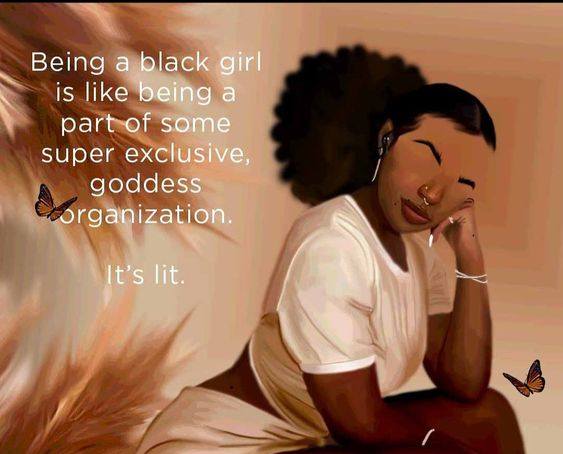 Being a black girl
is like being a
part of some
super exclusive,
goddess
organization.
It's lit.